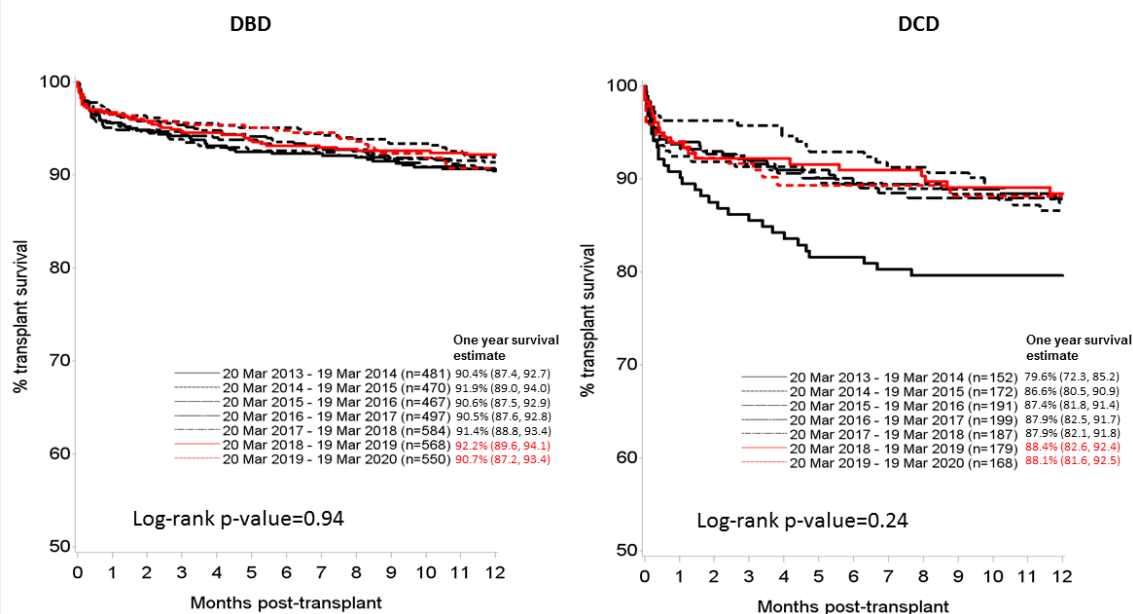 DBD
100
90
80
70
60
50
% transplant survival
One year survival
estimate
20 Mar 2013 - 19 Mar 2014 (n=481) 90.4% (87.4, 92.7)
20 Mar 2014 - 19 Mar 2015 (n=470) 91.9% (89.0, 94.0)
20 Mar 2015 - 19 Mar 2016 (n=467) 90.6% (87.5, 92.9)
20 Mar 2016 - 19 Mar 2017 (n=497) 90.5% (87.6, 92.8)
20 Mar 2017 - 19 Mar 2018 (n=584) 91.4% (88.8, 93.4)
20 Mar 2018 - 19 Mar 2019 (n=568) 92.2% (89.6, 94.1)
20 Mar 2019 - 19 Mar 2020 (n=550) 90.7% (87.2, 93.4)
Log-rank p-value=0.94
0 1 2 3 4 5 6 7 8 9 10 11 12
Months post-transplant
DCD
100
90
80
70
60
50
% transplant survival
One year survival
estimate
20 Mar 2013 - 19 Mar 2014 (n=152) 79.6% (72.3, 85.2)
20 Mar 2014 - 19 Mar 2015 (n=172) 86.6% (80.5, 90.9)
20 Mar 2015 - 19 Mar 2016 (n=191) 87.4% (81.8, 91.4)
20 Mar 2016 - 19 Mar 2017 (n=199) 87.9% (82.5, 91.7)
20 Mar 2017 - 19 Mar 2018 (n=187) 87.9% (82.1, 91.8)
20 Mar 2018 - 19 Mar 2019 (n=179) 88.4% (82.6, 92.4)
20 Mar 2019 - 19 Mar 2020 (n=168) 88.1% (81.6, 92.5)
Log-rank p-value=0.24
0 1 2 3 4 5 6 7 8 9 10 11 12
Months post-transplant